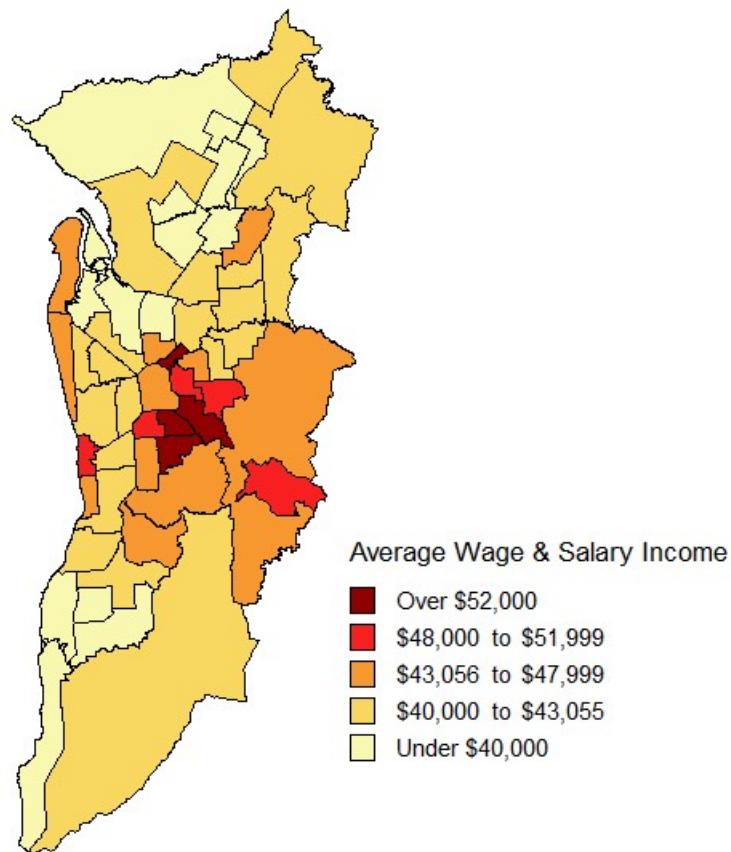 Average Wage & Salary Income
Over $52,000
$48,000 to $51,999
$43,056 to $47,999
$40,000 to $43,055
Under $40,000